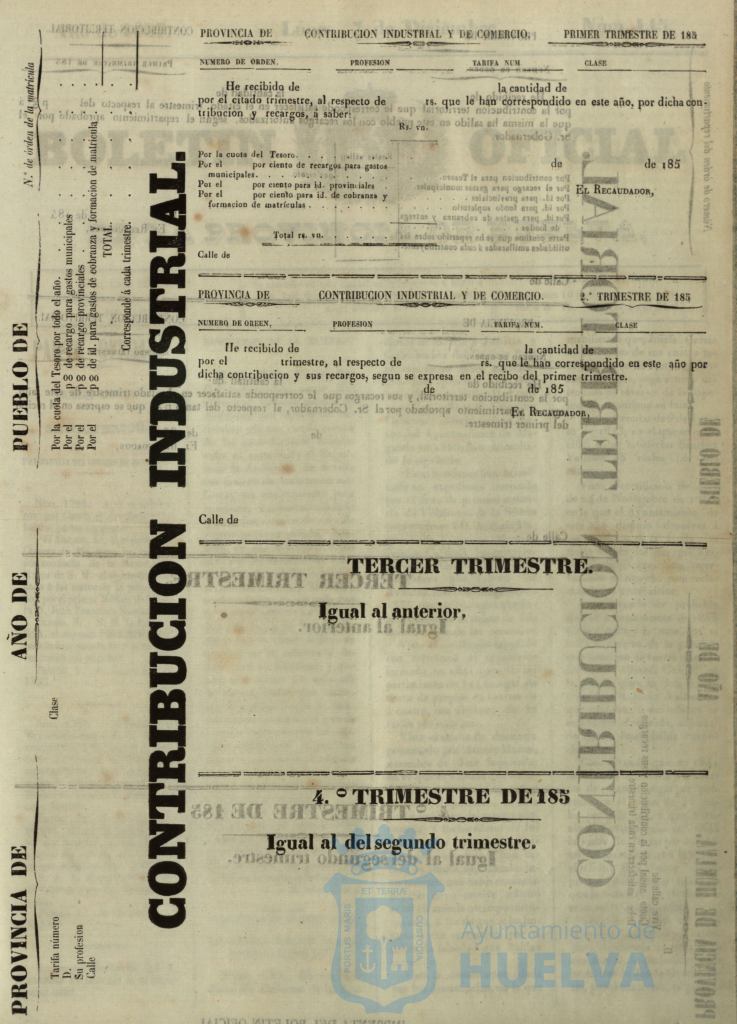 PROVINCIA DE AÑO DE PUEBLO DE
Tarifa número
D.
Su profesion
Calle
Clase
N.º de órden de la matrícula
Por la cuota del Tesoro por todo el año.
Por el p 8 de recargo para gastos municipales
Por el p 8 de recargo provinciales
Por el p 8 de id. para gastos de cobranza y formacion de matrícula
TOTAL
Corresponde á cada trimestre.
CONTRIBUCION INDUSTRIAL.
PROVINCIA DE CONTRIBUCION INDUSTRIAL Y DE COMERCIO. PRIMER TRIMESTRE DE 185
NUMERO DE ORDEN. PROFESION TARIFA NUM CLASE
He recibido de la cantidad de
por el citado trimestre, al respecto de rs. que le han correspondido en este año, por dicha con-
tribucion y recargos, á saber:
Rs. vn.
Por la cuota del Tesoro.
Por el por ciento de recargos para gastos
municipales.
Por el por ciento para id. provinciales
Por el por ciento para id. de cobranza y
formacion de matrículas.
Total rs. vn.
de de 185
EL RECAUDADOR,
Calle de
PROVINCIA DE CONTRIBUCION INDUSTRIAL Y DE COMERCIO. 2.º TRIMESTRE DE 185
NUMERO DE OREEN. PROFESION TARIFA NUM. CLASE
He recibido de la cantidad de
por el trimestre, al respecto de rs. que le han correspondido en este año por
dicha contribucion y sus recargos, segun se expresa en el recibo del primer trimestre.
de de 185
EL RECAUDADOR,
Calle de
TERCER TRIMESTRE.
Igual al anterior,
4.º TRIMESTRE DE 185
Igual al del segundo trimestre.
ET TERRA
PORTUS MARIS
CUSTODIA
Ayuntamiento de
HUELVA